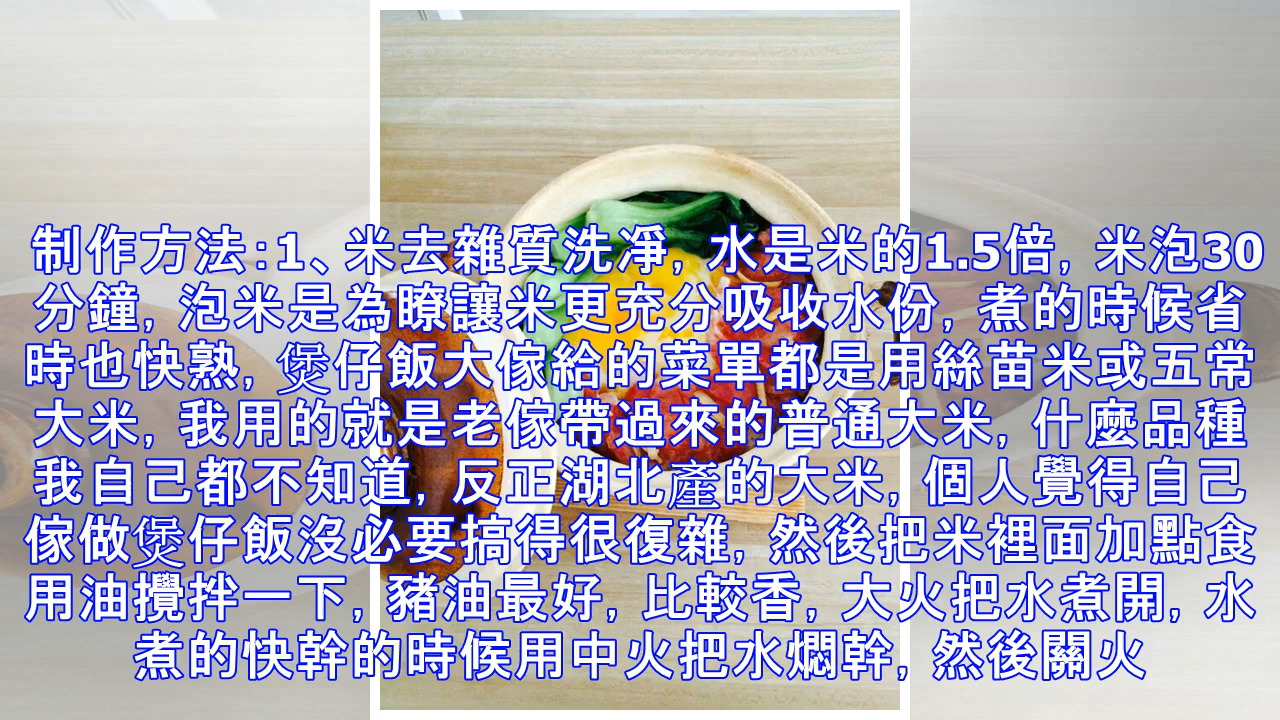 制作方法:1、米去雜質洗凈, 水是米的1.5倍, 米泡30
分鐘, 泡米是為瞭讓米更充分吸收水份, 煮的時候省
時也快熟, 煲仔飯大傢給的菜單都是用絲苗米或五常
大米, 我用的就是老傢帶過來的普通大米, 什麼品種
我自己都不知道, 反正湖北產的大米, 個人覺得自己
傢做煲仔飯沒必要搞得很復雜, 然後把米裡面加點食
用油攪拌一下, 豬油最好, 比較香, 大火把水煮開, 水
煮的快幹的時候用中火把水燜幹, 然後關火